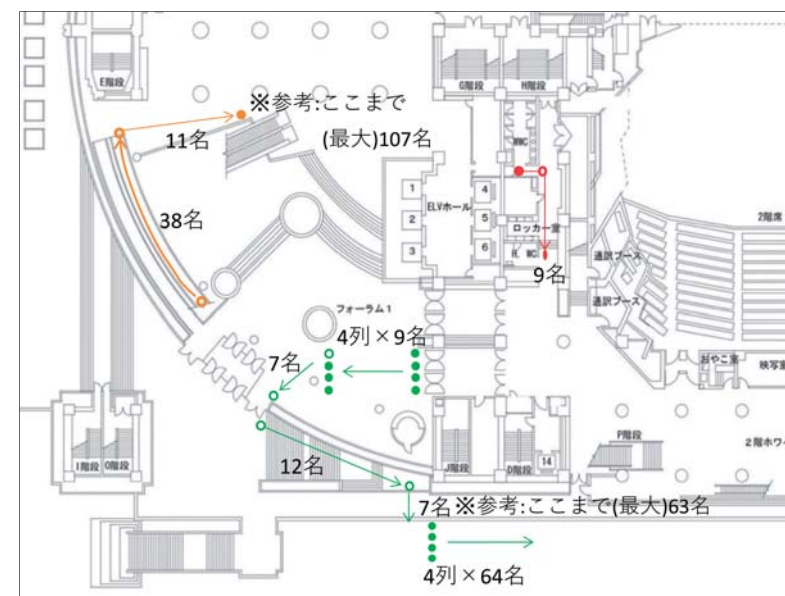 E階段
※参考:ここまで
(最大)107名
11名
38名
G階段
H階段
WWC
1
2
3
ELVホール
4
5
6
ロッカー室
9名
2階席
通訳ブース
通訳ブース
フォーラム1
4列×9名
7名
おやこ室
映写室
12名
I階段
O階段
J階段
D階段
14
P階段
2階ホワイ
7名※参考:ここまで(最大)63名
4列×64名